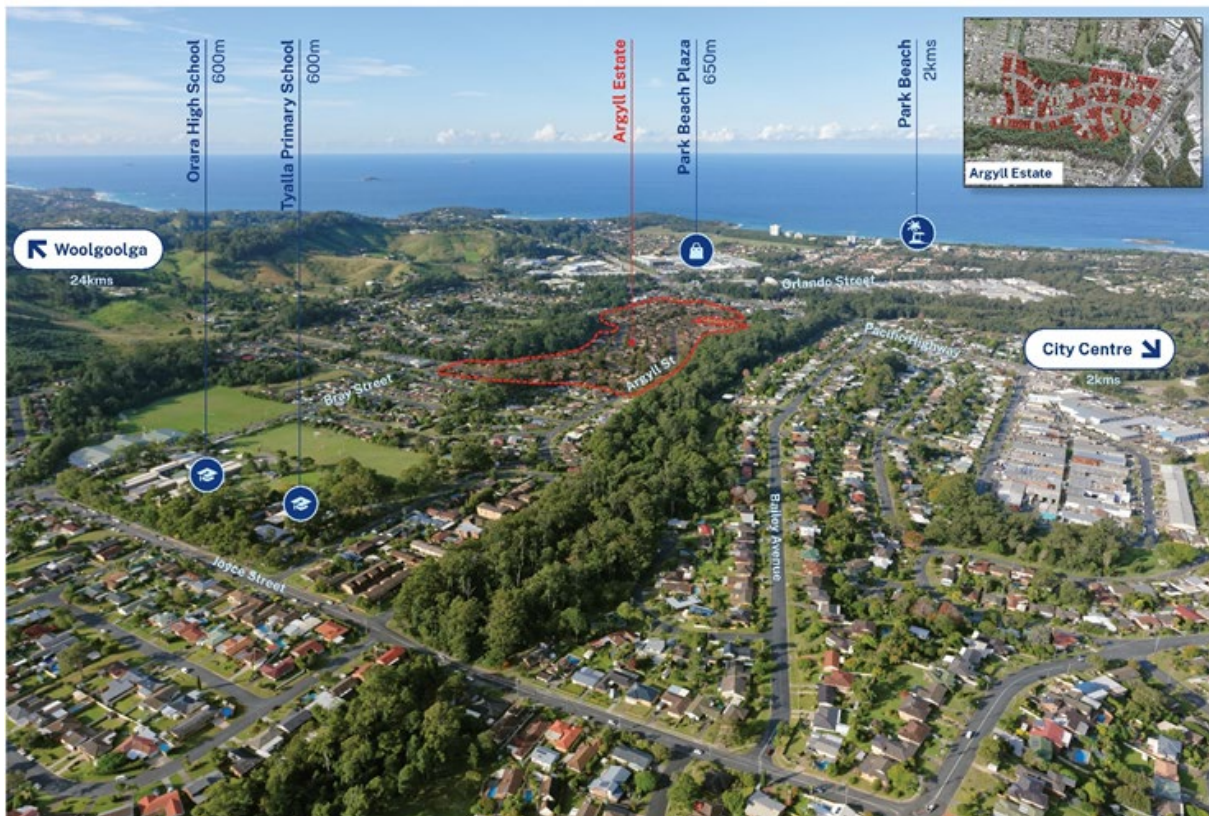 Orara High School
600m
Tyalla Primary School
600m
Argyll Estate
Park Beach Plaza
650m
Park Beach
2kms
Argyll Estate
Woolgoolga
24kms
Orlando Street
Pacific Highway
City Centre
2kms
Bray Street
Argyll St
Bailey Avenue
Joyce Street